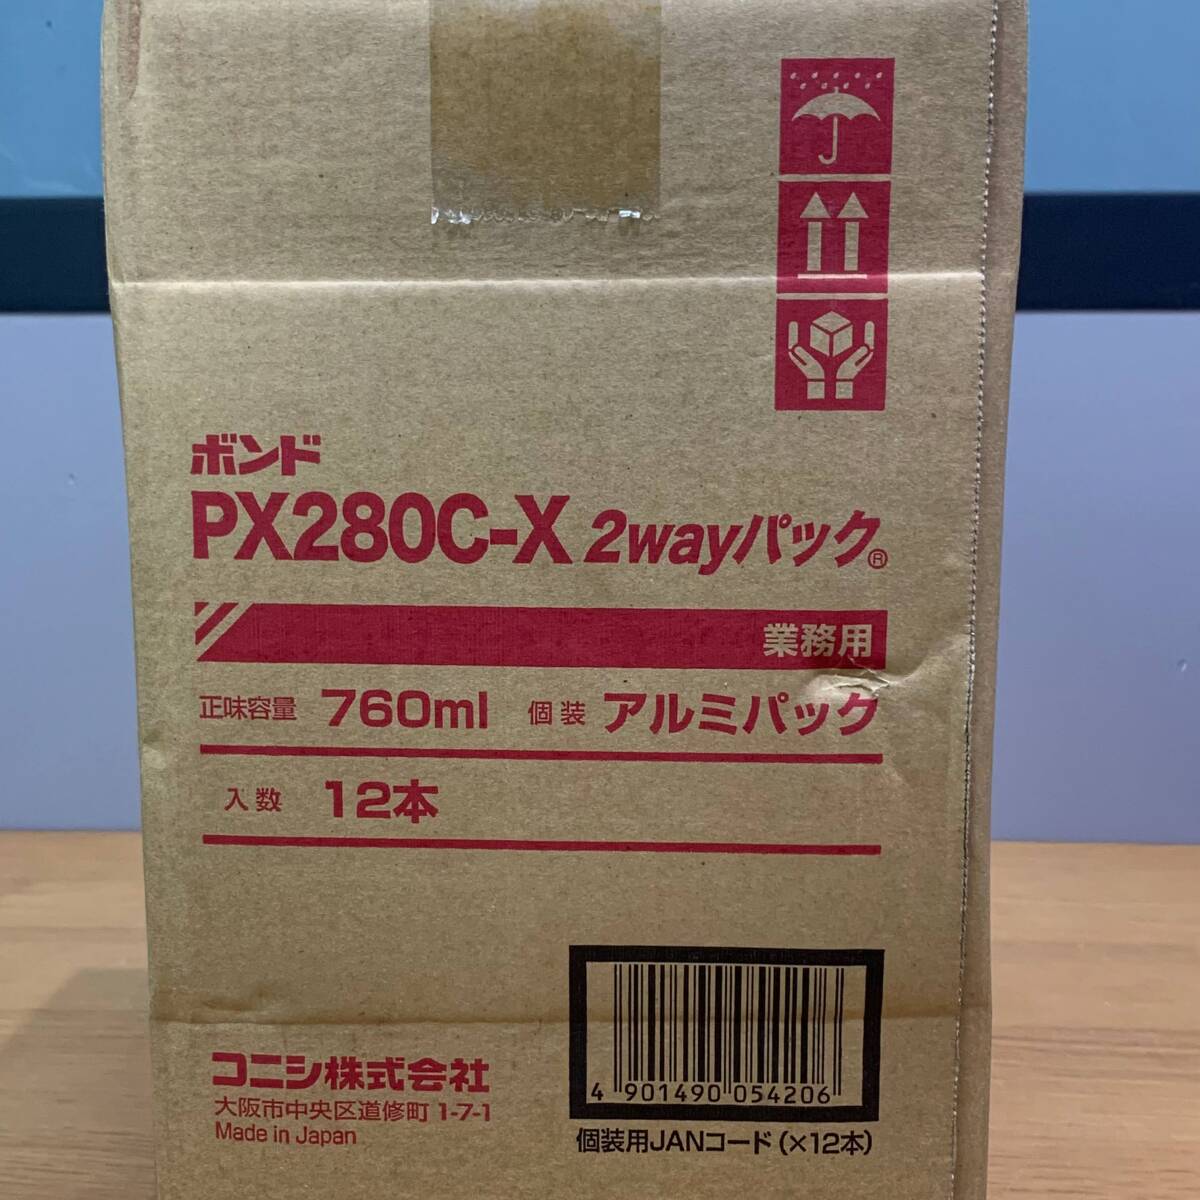 ボンド
PX280C-X 2wayパック®
業務用
正味容量 760ml 個装 アルミパック
入数 12本
4 901490 054206
コニシ株式会社
大阪市中央区道修町 1-7-1
Made in Japan
個装用JANコード（×12本）